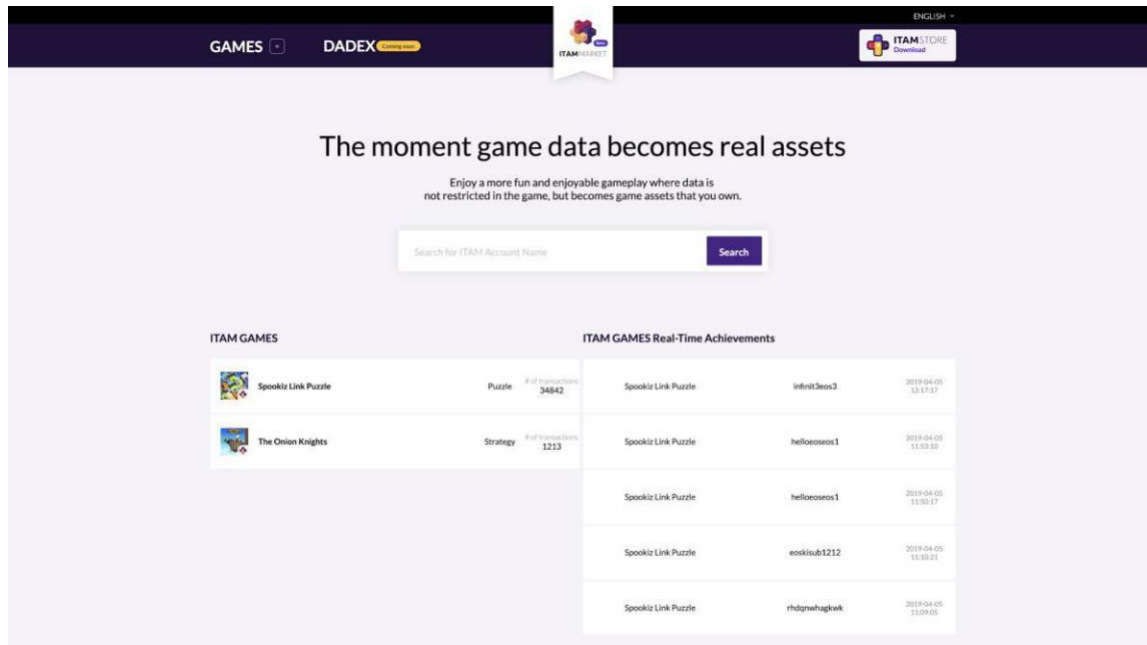 ENGLISH
GAMES
DADEX Coming soon
Beta
ITAMMARKET
ITAMSTORE
Download
The moment game data becomes real assets
Enjoy a more fun and enjoyable gameplay where data is
not restricted in the game, but becomes game assets that you own.
Search for ITAM Account Name
Search
ITAM GAMES
Spookiz Link Puzzle
Puzzle
# of transactions
34842
The Onion Knights
Strategy
# of transactions
1213
ITAM GAMES Real-Time Achievements
Spookiz Link Puzzle
infinit3eos3
2019-04-05
12:17:17
Spookiz Link Puzzle
helloeoseos1
2019-04-05
11:53:10
Spookiz Link Puzzle
helloeoseos1
2019-04-05
11:50:17
Spookiz Link Puzzle
eoskisub1212
2019-04-05
11:10:21
Spookiz Link Puzzle
rhdqnwhagkwk
2019-04-05
11:09:05